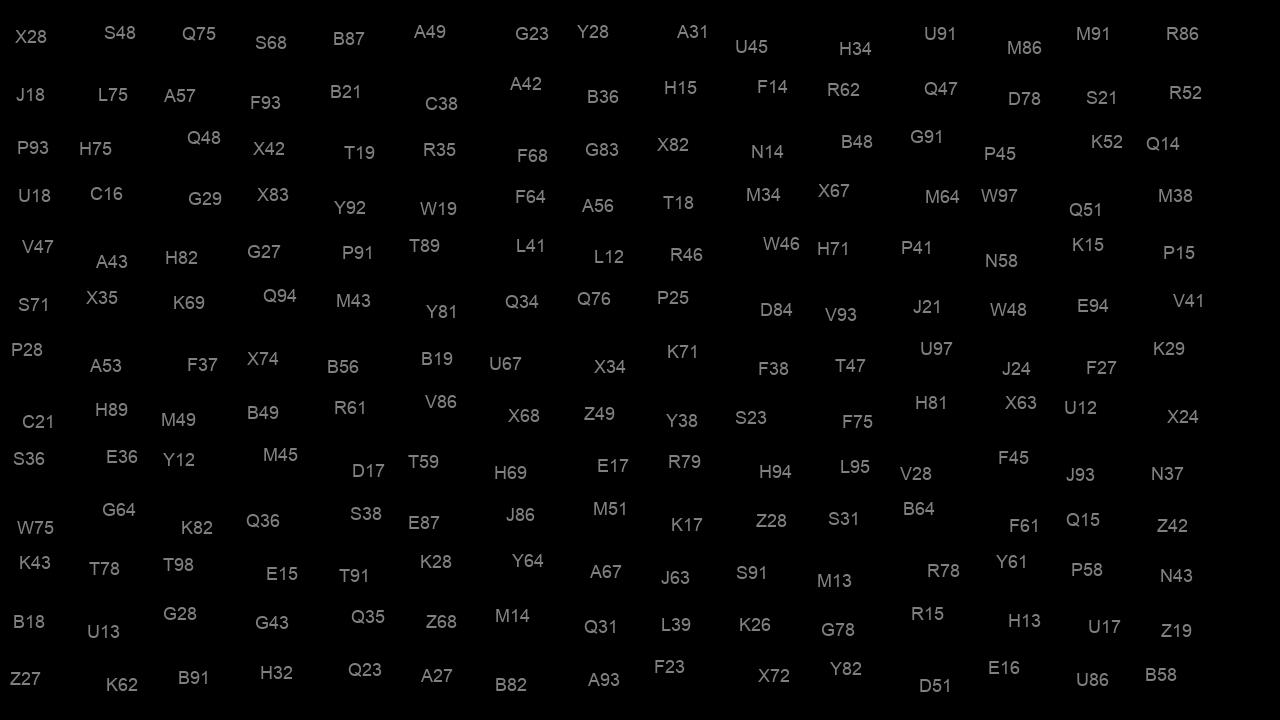 X28 S48 Q75 S68 B87 A49 G23 Y28 A31 U45 H34 U91 M86 M91 R86
J18 L75 A57 F93 B21 C38 A42 B36 H15 F14 R62 Q47 D78 S21 R52
P93 H75 Q48 X42 T19 R35 F68 G83 X82 N14 B48 G91 P45 K52 Q14
U18 C16 G29 X83 Y92 W19 F64 A56 T18 M34 X67 M64 W97 Q51 M38
V47 A43 H82 G27 P91 T89 L41 L12 R46 W46 H71 P41 N58 K15 P15
S71 X35 K69 Q94 M43 Y81 Q34 Q76 P25 D84 V93 J21 W48 E94 V41
P28 A53 F37 X74 B56 B19 U67 X34 K71 F38 T47 U97 J24 F27 K29
C21 H89 M49 B49 R61 V86 X68 Z49 Y38 S23 F75 H81 X63 U12 X24
S36 E36 Y12 M45 D17 T59 H69 E17 R79 H94 L95 V28 F45 J93 N37
W75 G64 K82 Q36 S38 E87 J86 M51 K17 Z28 S31 B64 F61 Q15 Z42
K43 T78 T98 E15 T91 K28 Y64 A67 J63 S91 M13 R78 Y61 P58 N43
B18 U13 G28 G43 Q35 Z68 M14 Q31 L39 K26 G78 R15 H13 U17 Z19
Z27 K62 B91 H32 Q23 A27 B82 A93 F23 X72 Y82 D51 E16 U86 B58